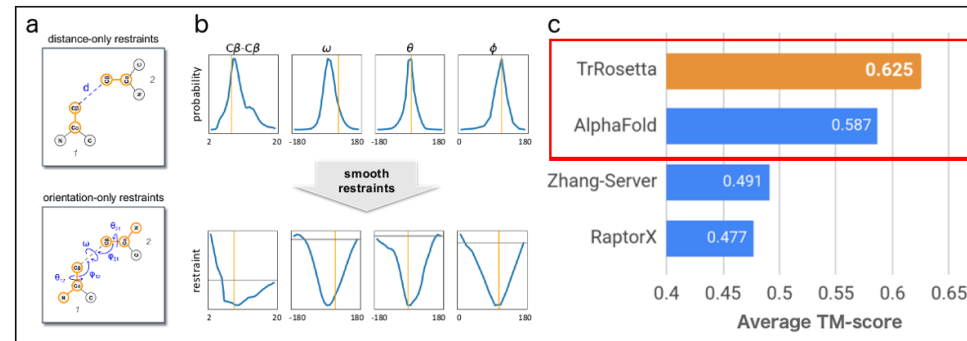 a
distance-only restraints
Cβ
Cα
O
2
N
d
Cβ
Cα
N
C
1
orientation-only restraints
θ21
N
2
ω
φ21
Cβ
φ12
θ12
Cα
N
C
1
b
Cβ-Cβ
ω
θ
ϕ
probability
2
20
-180
180
-180
180
0
180
smooth
restraints
restraint
2
20
-180
180
-180
180
0
180
c
TrRosetta
0.625
AlphaFold
0.587
Zhang-Server
0.491
RaptorX
0.477
0.4
0.45
0.5
0.55
0.6
0.65
Average TM-score